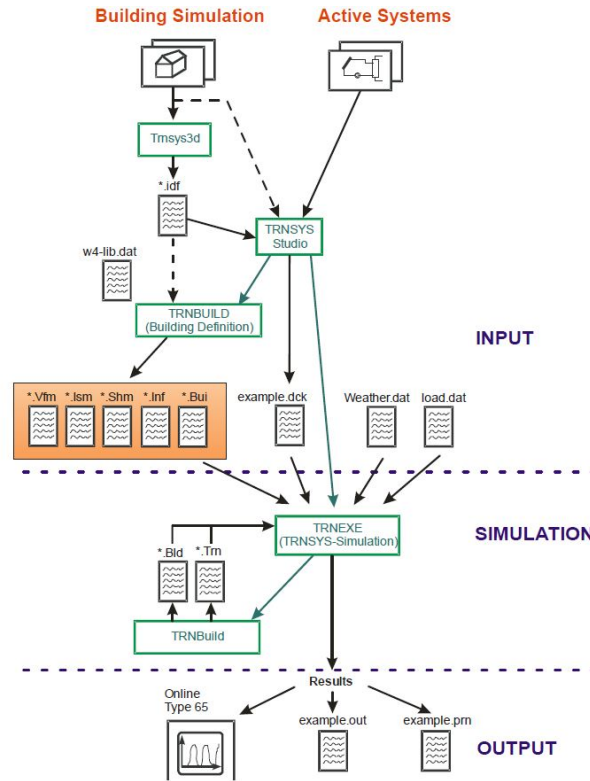 Building Simulation
Active Systems
Trnsys3d
*.idf
TRNSYS
Studio
w4-lib.dat
TRNBUILD
(Building Definition)
INPUT
*.Vfm
*.Ism
*.Shm
*.Inf
*.Bui
example.dck
Weather.dat
load.dat
TRNEXE
(TRNSYS-Simulation)
SIMULATION
*.Bld
*.Trn
TRNBuild
Results
Online
Type 65
example.out
example.prn
OUTPUT